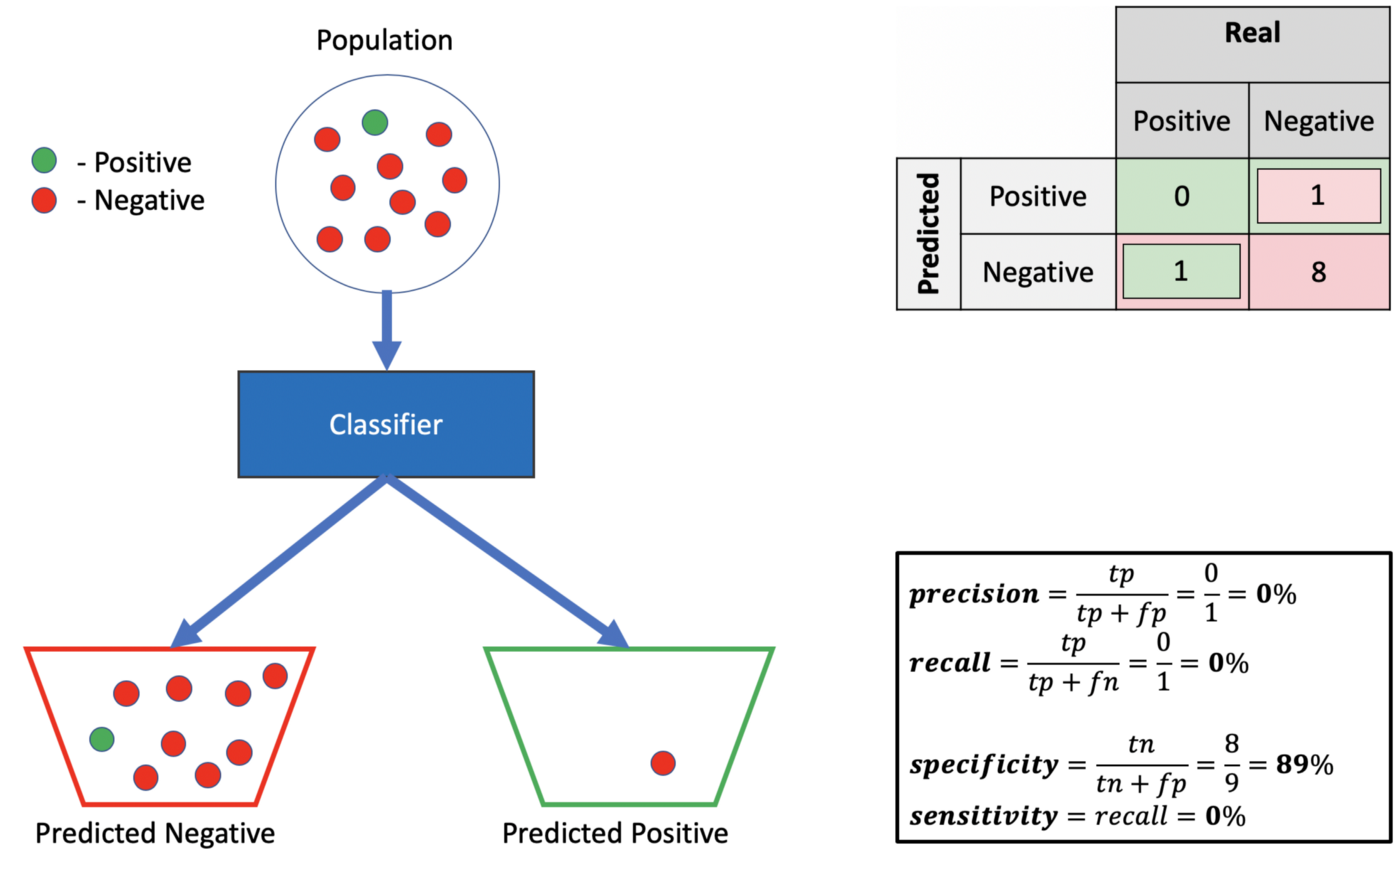 Population
- Positive
- Negative
Classifier
Predicted Negative
Predicted Positive
Real
Positive Negative
Predicted
Positive 0 1
Negative 1 8
precision = tp / (tp + fp) = 0/1 = 0%
recall = tp / (tp + fn) = 0/1 = 0%
specificity = tn / (tn + fp) = 8/9 = 89%
sensitivity = recall = 0%